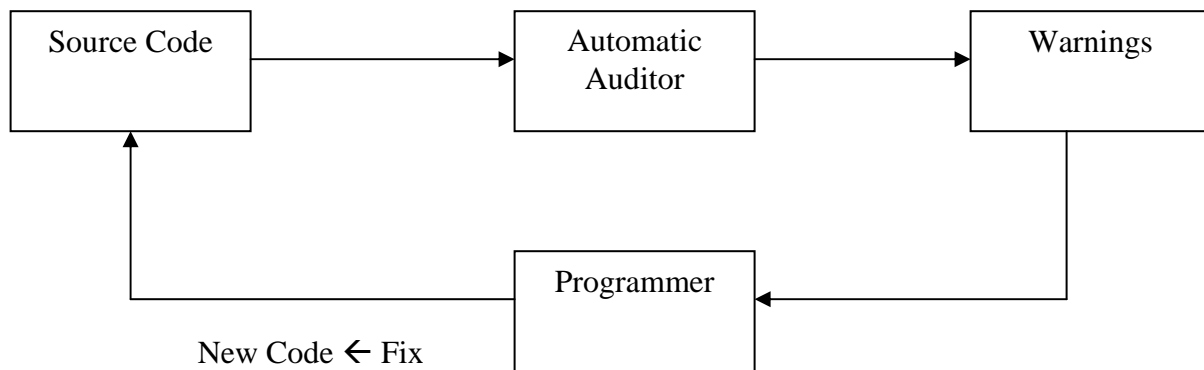 Source Code
Automatic
Auditor
Warnings
Programmer
New Code ← Fix